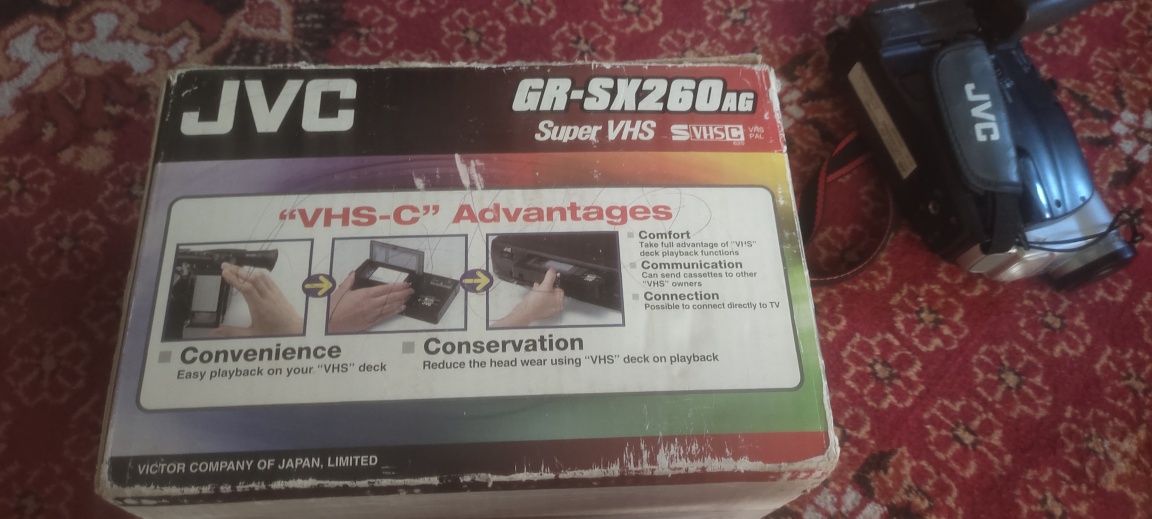 JVC
GR-SX260AG
Super VHS
SVHSC
625
VHS
PAL
"VHS-C" Advantages
Comfort
Take full advantage of "VHS"
deck playback functions
Communication
Can send cassettes to other
"VHS" owners
Connection
Possible to connect directly to TV
Convenience
Easy playback on your "VHS" deck
Conservation
Reduce the head wear using "VHS" deck on playback
VICTOR COMPANY OF JAPAN, LIMITED
JVC